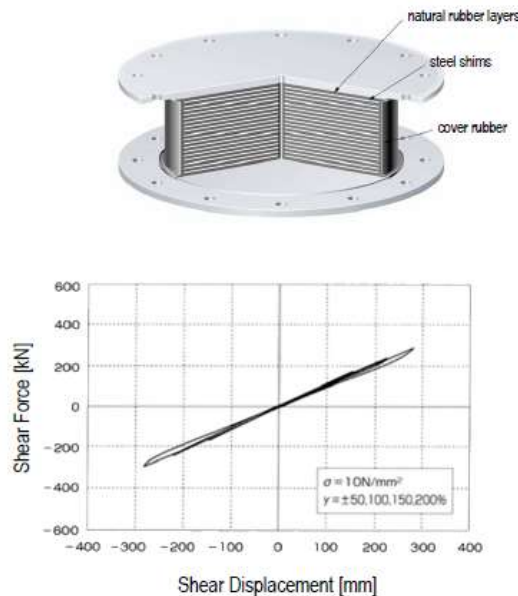 natural rubber layers
steel shims
cover rubber
Shear Force [kN]
600
400
200
0
−200
−400
−600
σ=10N/mm²
y=±50,100,150,200%
−400 −300 −200 −100 0 100 200 300 400
Shear Displacement [mm]